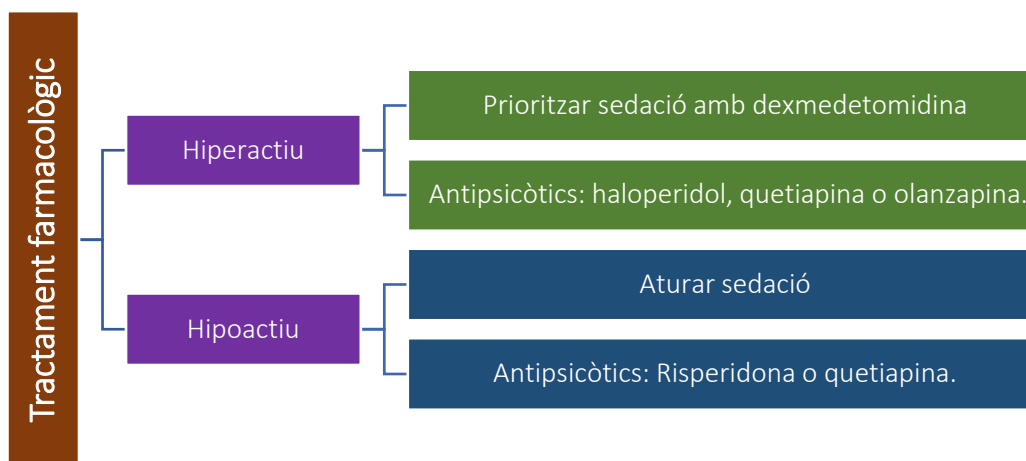 Tractament farmacològic
Hiperactiu
Prioritzar sedació amb dexmedetomidina
Antipsicòtics: haloperidol, quetiapina o olanzapina.
Hipoactiu
Aturar sedació
Antipsicòtics: Risperidona o quetiapina.